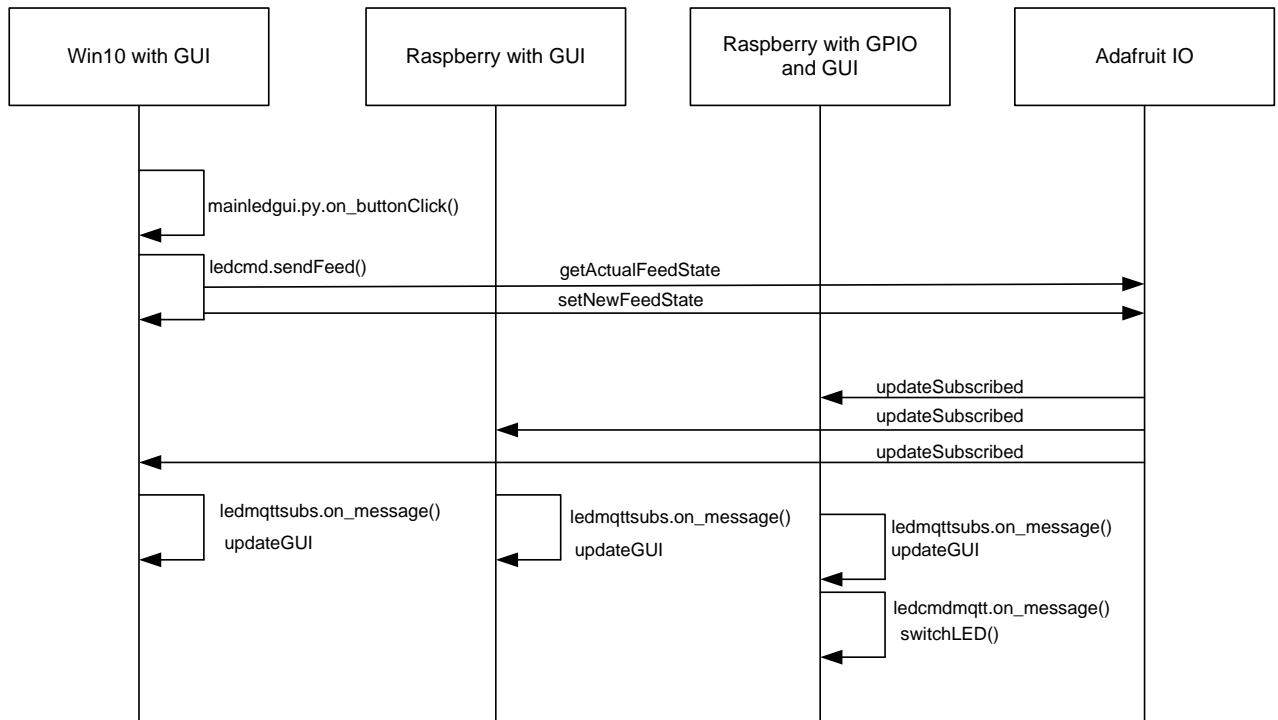 Win10 with GUI
Raspberry with GUI
Raspberry with GPIO
and GUI
Adafruit IO
mainledgui.py.on_buttonClick()
ledcmd.sendFeed()
getActualFeedState
setNewFeedState
updateSubscribed
updateSubscribed
updateSubscribed
ledmqttsubs.on_message()
updateGUI
ledmqttsubs.on_message()
updateGUI
ledmqttsubs.on_message()
updateGUI
ledcmdmqtt.on_message()
switchLED()